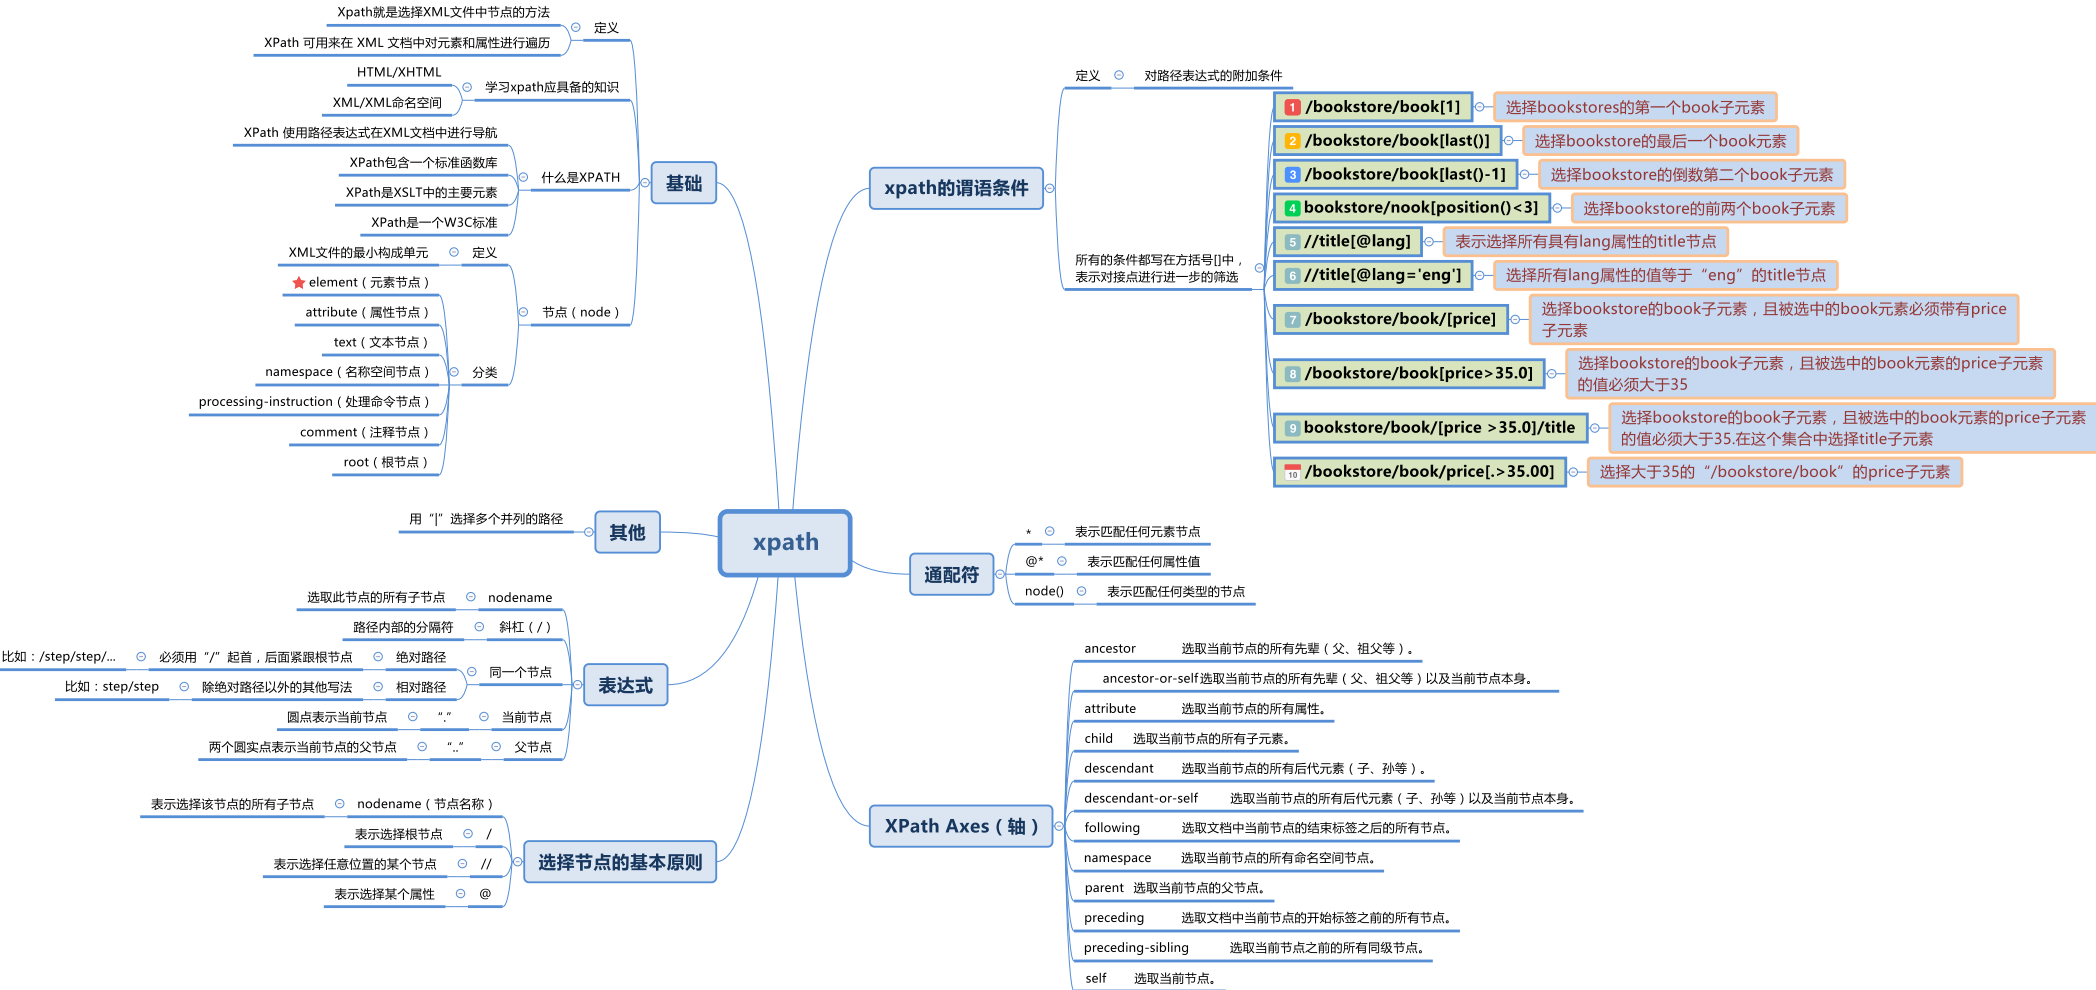 xpath
基础
定义
Xpath就是选择XML文件中节点的方法
XPath 可用来在 XML 文档中对元素和属性进行遍历
学习xpath应具备的知识
HTML/XHTML
XML/XML命名空间
什么是XPATH
XPath 使用路径表达式在XML文档中进行导航
XPath包含一个标准函数库
XPath是XSLT中的主要元素
XPath是一个W3C标准
节点（node）
定义
XML文件的最小构成单元
分类
element（元素节点）
attribute（属性节点）
text（文本节点）
namespace（名称空间节点）
processing-instruction（处理命令节点）
comment（注释节点）
root（根节点）
其他
用“|”选择多个并列的路径
表达式
nodename
选取此节点的所有子节点
斜杠（/）
路径内部的分隔符
同一个节点
绝对路径
必须用“/”起首，后面紧跟根节点
比如：/step/step/...
相对路径
除绝对路径以外的其他写法
比如：step/step
当前节点
“.”
圆点表示当前节点
父节点
“..”
两个圆实点表示当前节点的父节点
选择节点的基本原则
nodename（节点名称）
表示选择该节点的所有子节点
/
表示选择根节点
//
表示选择任意位置的某个节点
@
表示选择某个属性
xpath的谓语条件
定义
对路径表达式的附加条件
所有的条件都写在方括号[]中，
表示对接点进行进一步的筛选
1 /bookstore/book[1]
选择bookstores的第一个book子元素
2 /bookstore/book[last()]
选择bookstore的最后一个book元素
3 /bookstore/book[last()-1]
选择bookstore的倒数第二个book子元素
4 bookstore/nook[position()<3]
选择bookstore的前两个book子元素
5 //title[@lang]
表示选择所有具有lang属性的title节点
6 //title[@lang='eng']
选择所有lang属性的值等于“eng”的title节点
7 /bookstore/book/[price]
选择bookstore的book子元素，且被选中的book元素必须带有price
子元素
8 /bookstore/book[price>35.0]
选择bookstore的book子元素，且被选中的book元素的price子元素
的值必须大于35
9 bookstore/book/[price >35.0]/title
选择bookstore的book子元素，且被选中的book元素的price子元素
的值必须大于35.在这个集合中选择title子元素
10 /bookstore/book/price[.>35.00]
选择大于35的“/bookstore/book”的price子元素
通配符
*
表示匹配任何元素节点
@*
表示匹配任何属性值
node()
表示匹配任何类型的节点
XPath Axes（轴）
ancestor 选取当前节点的所有先辈（父、祖父等）。
ancestor-or-self选取当前节点的所有先辈（父、祖父等）以及当前节点本身。
attribute 选取当前节点的所有属性。
child 选取当前节点的所有子元素。
descendant 选取当前节点的所有后代元素（子、孙等）。
descendant-or-self 选取当前节点的所有后代元素（子、孙等）以及当前节点本身。
following 选取文档中当前节点的结束标签之后的所有节点。
namespace 选取当前节点的所有命名空间节点。
parent 选取当前节点的父节点。
preceding 选取文档中当前节点的开始标签之前的所有节点。
preceding-sibling 选取当前节点之前的所有同级节点。
self 选取当前节点。